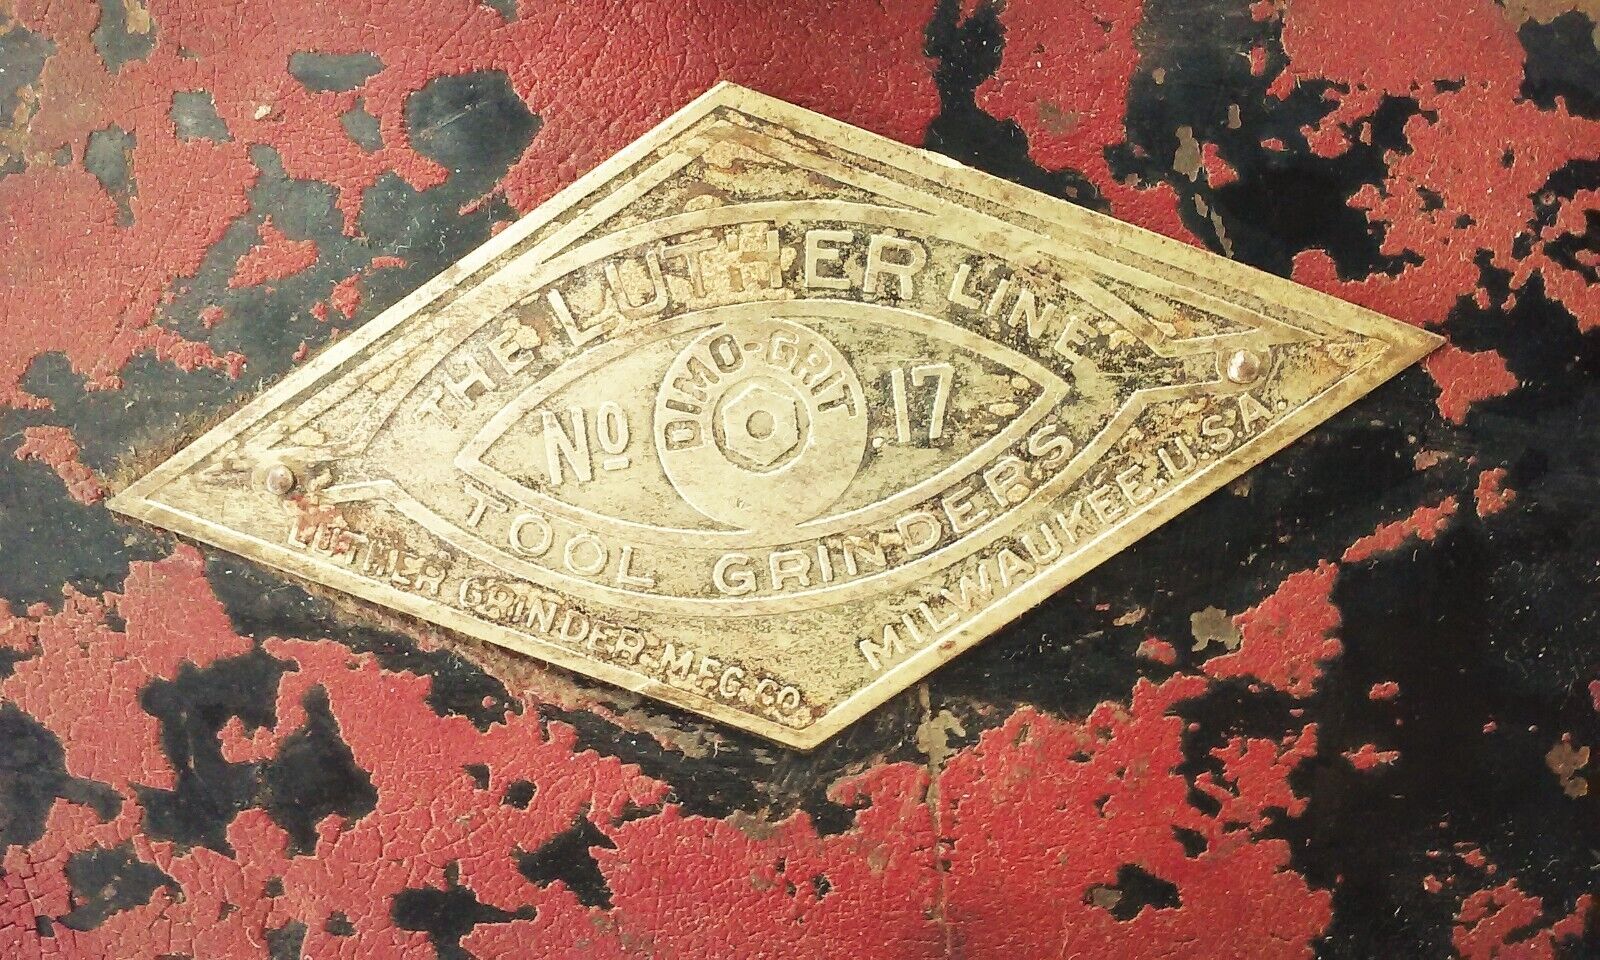 THE LUTHER LINE
DIMO-GRIT
No .17
TOOL GRINDERS
LUTHER GRINDER MFG. CO
MILWAUKEE, U.S.A.